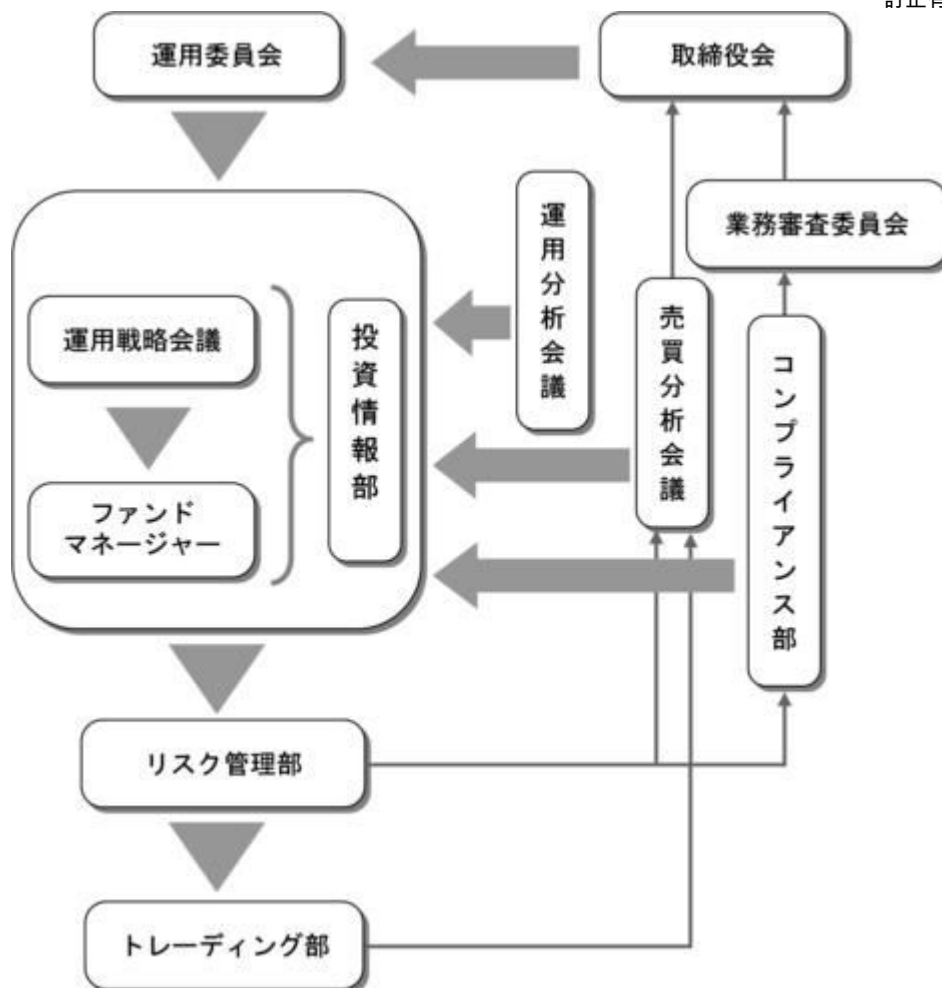 運用委員会
取締役会
業務審査委員会
運用分析会議
売買分析会議
コンプライアンス部
運用戦略会議
投資情報部
ファンド
マネージャー
リスク管理部
トレーディング部